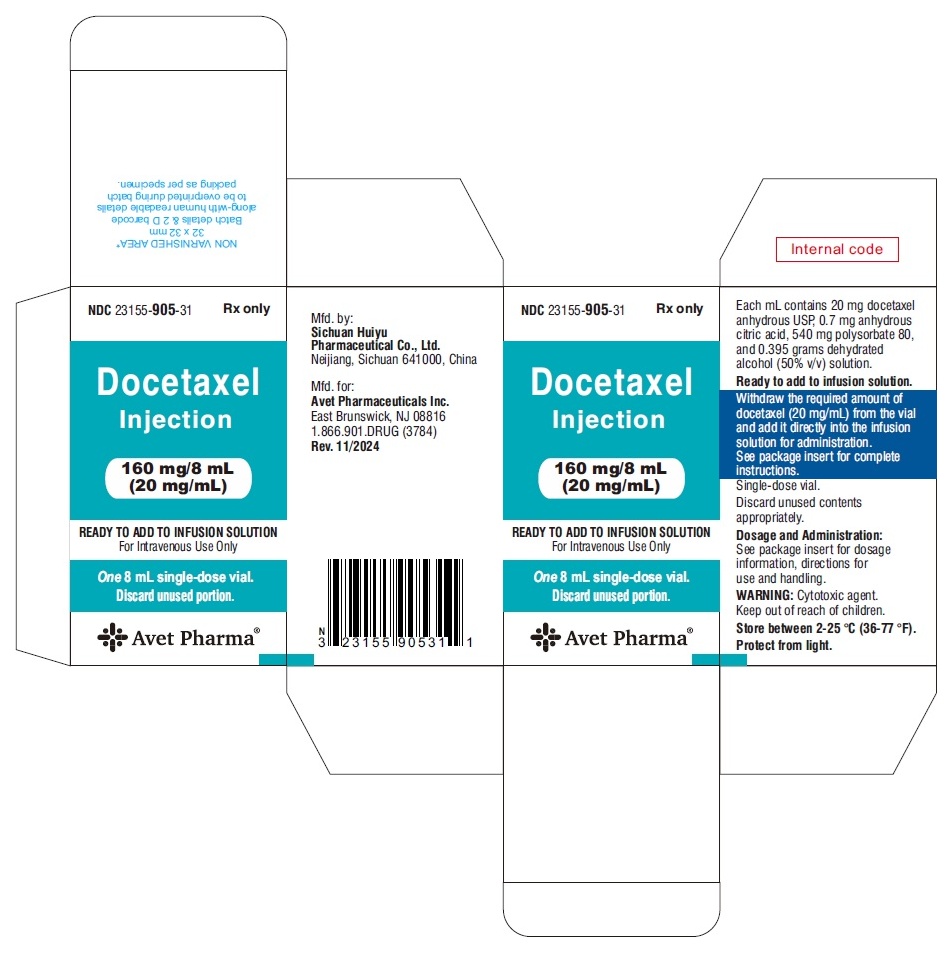 NON VARNISHED AREA*
32 x 32 mm
Batch details & 2 D barcode
along-with human readable details
to be overprinted during batch
packing as per specimen.
NDC 23155-905-31 Rx only
Docetaxel
Injection
160 mg/8 mL
(20 mg/mL)
READY TO ADD TO INFUSION SOLUTION
For Intravenous Use Only
One 8 mL single-dose vial.
Discard unused portion.
Avet Pharma®
Mfd. by:
Sichuan Huiyu
Pharmaceutical Co., Ltd.
Neijiang, Sichuan 641000, China
Mfd. for:
Avet Pharmaceuticals Inc.
East Brunswick, NJ 08816
1.866.901.DRUG (3784)
Rev. 11/2024
N
3 23155 90531 1
NDC 23155-905-31 Rx only
Docetaxel
Injection
160 mg/8 mL
(20 mg/mL)
READY TO ADD TO INFUSION SOLUTION
For Intravenous Use Only
One 8 mL single-dose vial.
Discard unused portion.
Avet Pharma®
Internal code
Each mL contains 20 mg docetaxel
anhydrous USP, 0.7 mg anhydrous
citric acid, 540 mg polysorbate 80,
and 0.395 grams dehydrated
alcohol (50% v/v) solution.
Ready to add to infusion solution.
Withdraw the required amount of
docetaxel (20 mg/mL) from the vial
and add it directly into the infusion
solution for administration.
See package insert for complete
instructions.
Single-dose vial.
Discard unused contents
appropriately.
Dosage and Administration:
See package insert for dosage
information, directions for
use and handling.
WARNING: Cytotoxic agent.
Keep out of reach of children.
Store between 2-25 °C (36-77 °F).
Protect from light.